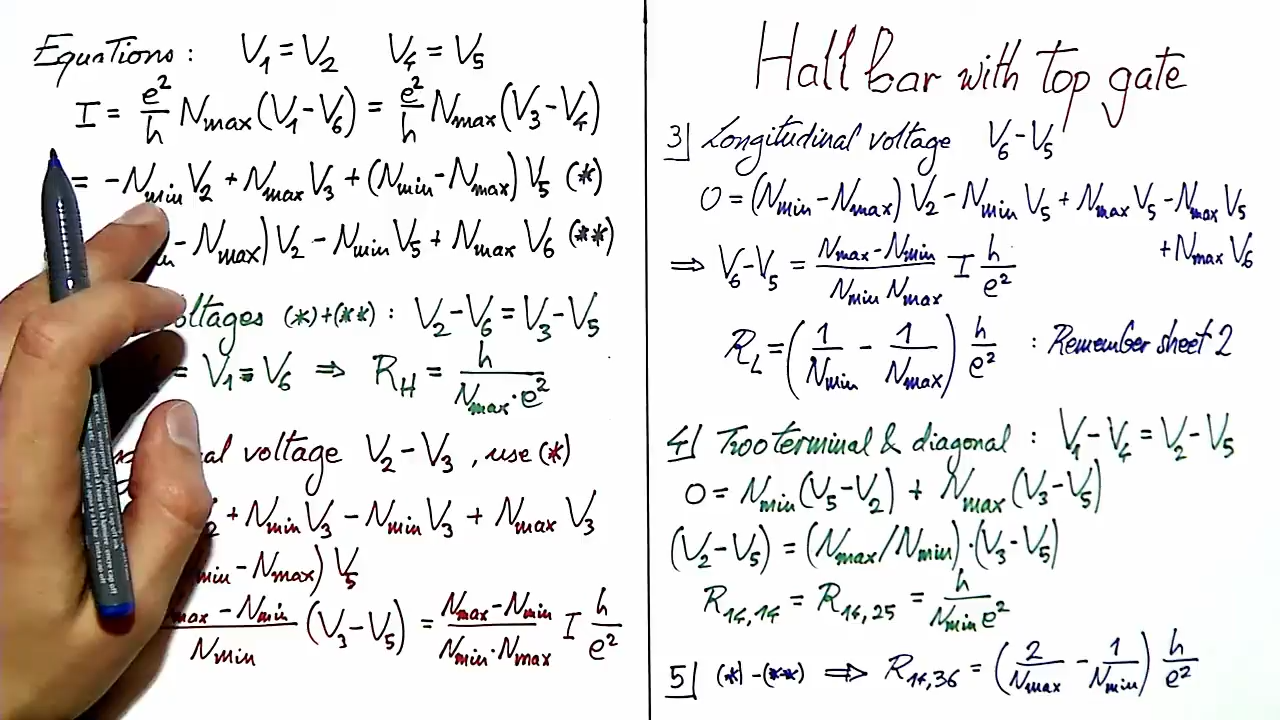 Equations : V₁ = V₂ V₄ = V₅
I = e²/h N_max (V₁ - V₆) = e²/h N_max (V₃ - V₄)
= - N_min V₂ + N_max V₃ + (N_min - N_max) V₅ (*)
- N_max) V₂ - N_min V₅ + N_max V₆ (**)
(*)+(**) : V₂ - V₆ = V₃ - V₅
= V₁ = V₆ ⇒ R_H = h/(N_max · e²)
voltage V₂ - V₃ , use (*)
+ N_min V₃ - N_min V₃ + N_max V₃
- N_max) V₅
- N_min / N_min (V₃ - V₅) = (N_max - N_min)/(N_min · N_max) I h/e²
Hall bar with top gate
3] Longitudinal voltage V₆ - V₅
0 = (N_min - N_max) V₂ - N_min V₅ + N_max V₅ - N_max V₅
+ N_max V₆
⇒ V₆ - V₅ = (N_max - N_min)/(N_min N_max) I h/e²
R_L = (1/N_min - 1/N_max) h/e² : Remember sheet 2
4] Two terminal & diagonal : V₁ - V₄ = V₂ - V₅
0 = N_min (V₅ - V₂) + N_max (V₃ - V₅)
(V₂ - V₅) = (N_max / N_min) · (V₃ - V₅)
R₁₄,₁₄ = R₁₄,₂₅ = h/(N_min e²)
5] (*) - (**) ⇒ R₁₄,₃₆ = (2/N_max - 1/N_min) h/e²